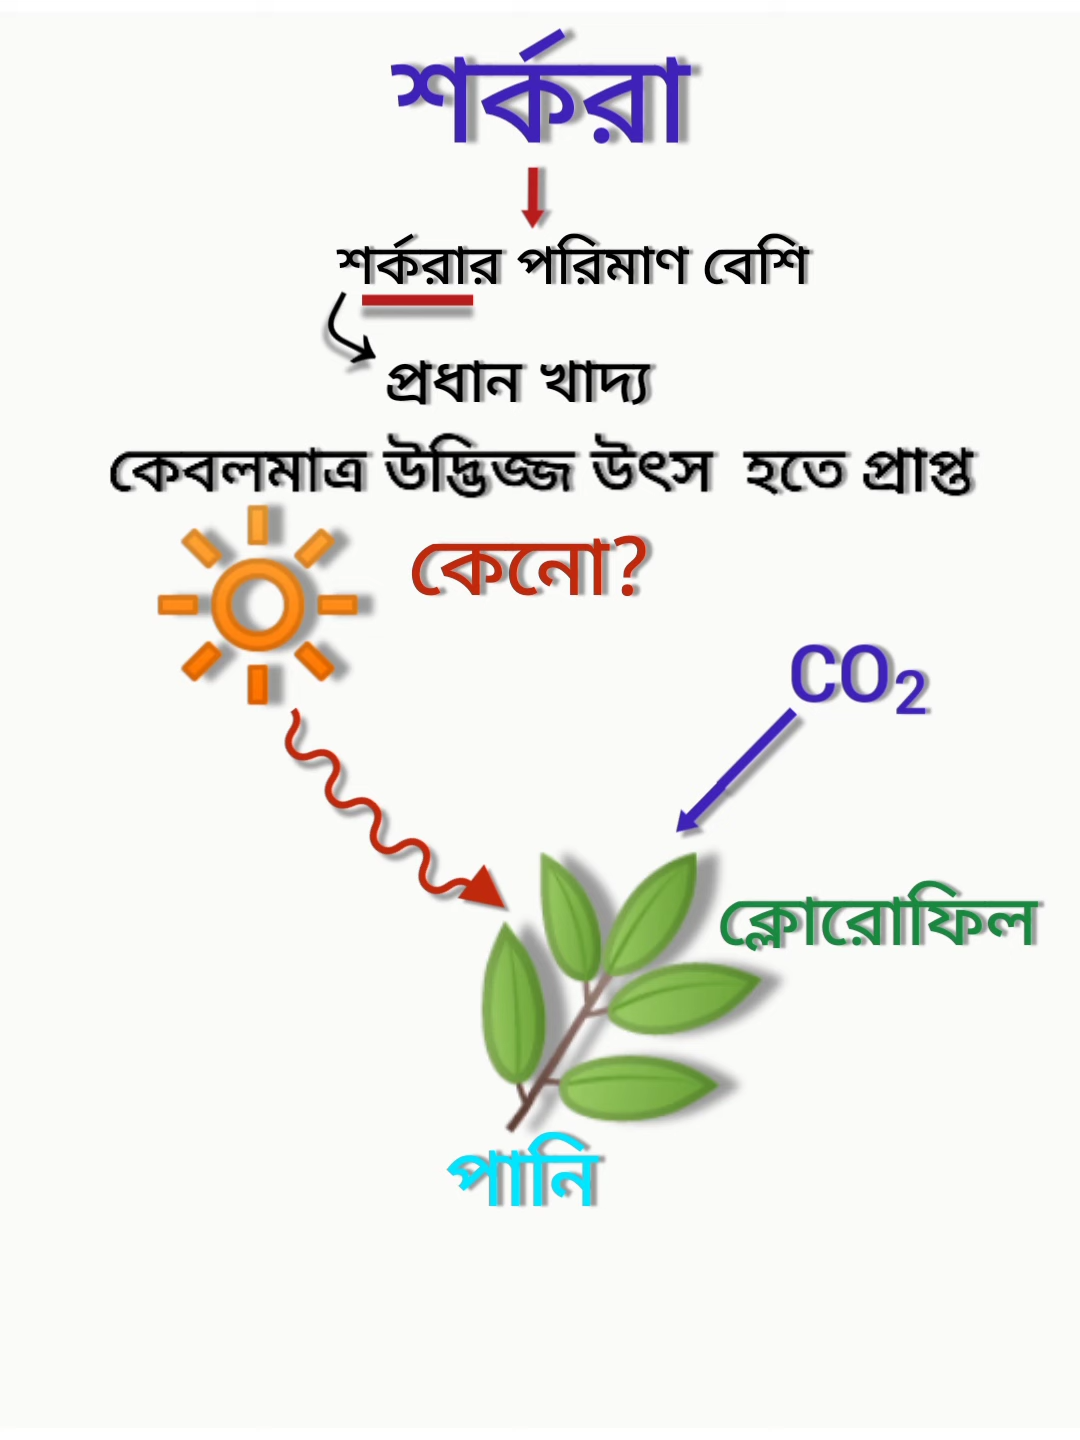 শর্করা
শর্করার পরিমাণ বেশি
প্রধান খাদ্য
কেবলমাত্র উদ্ভিজ্জ উৎস হতে প্রাপ্ত
কেনো?
CO₂
ক্লোরোফিল
পানি